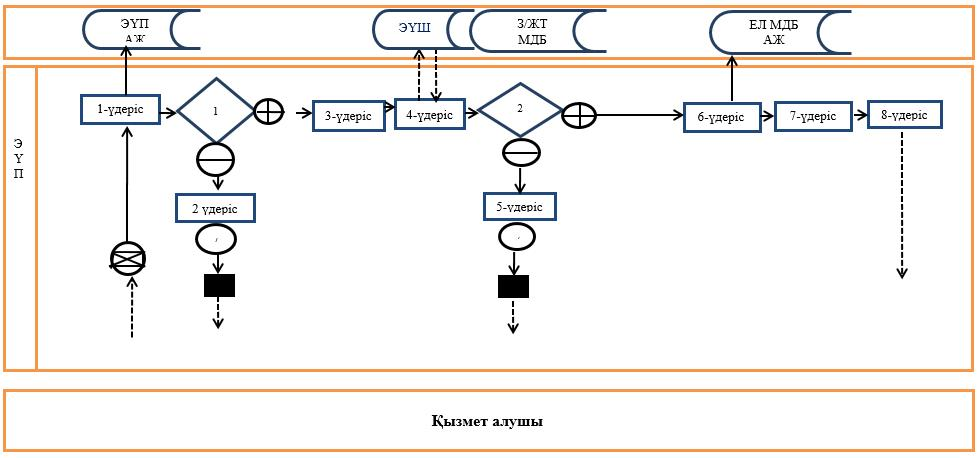 ЭҮП
АЖ
ЭҮШ
З/ЖТ
МДБ
ЕЛ МДБ
АЖ
Э
Ү
П
1-үдеріс
1
3-үдеріс
4-үдеріс
2
6-үдеріс
7-үдеріс
8-үдеріс
2 үдеріс
5-үдеріс
Қызмет алушы